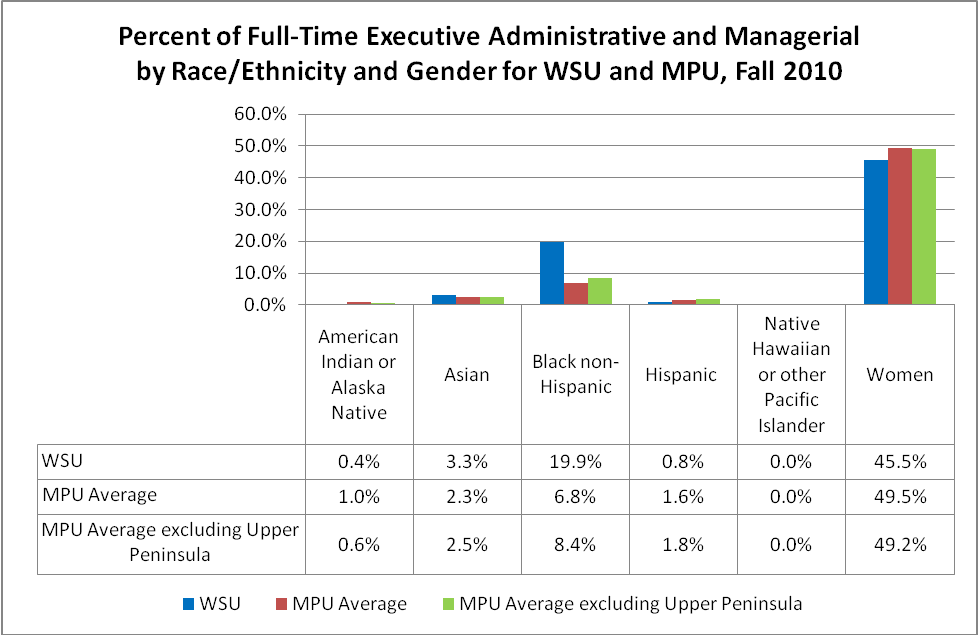 Percent of Full-Time Executive Administrative and Managerial
by Race/Ethnicity and Gender for WSU and MPU, Fall 2010
60.0%
50.0%
40.0%
30.0%
20.0%
10.0%
0.0%
American
Indian or
Alaska
Native
Asian
Black non-
Hispanic
Hispanic
Native
Hawaiian
or other
Pacific
Islander
Women
WSU 0.4% 3.3% 19.9% 0.8% 0.0% 45.5%
MPU Average 1.0% 2.3% 6.8% 1.6% 0.0% 49.5%
MPU Average excluding Upper
Peninsula 0.6% 2.5% 8.4% 1.8% 0.0% 49.2%
WSU MPU Average MPU Average excluding Upper Peninsula